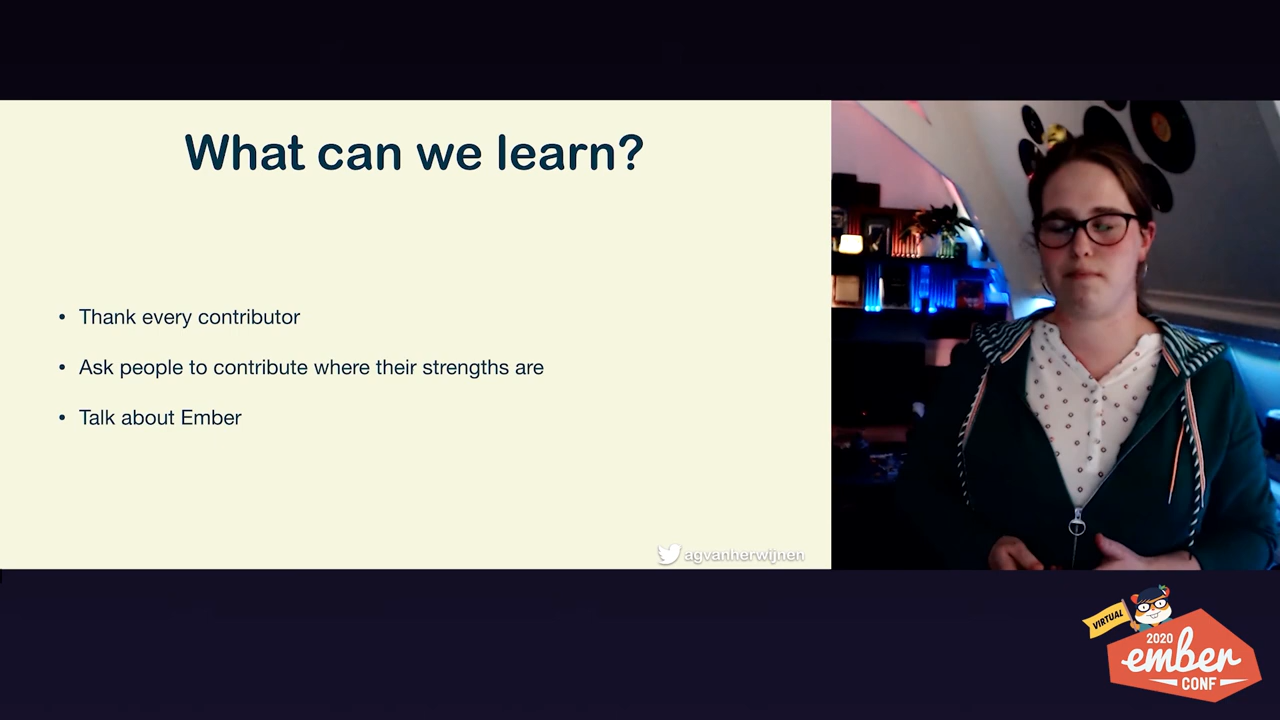 What can we learn?
• Thank every contributor
• Ask people to contribute where their strengths are
• Talk about Ember
agvanherwijnen
VIRTUAL
2020
ember
CONF